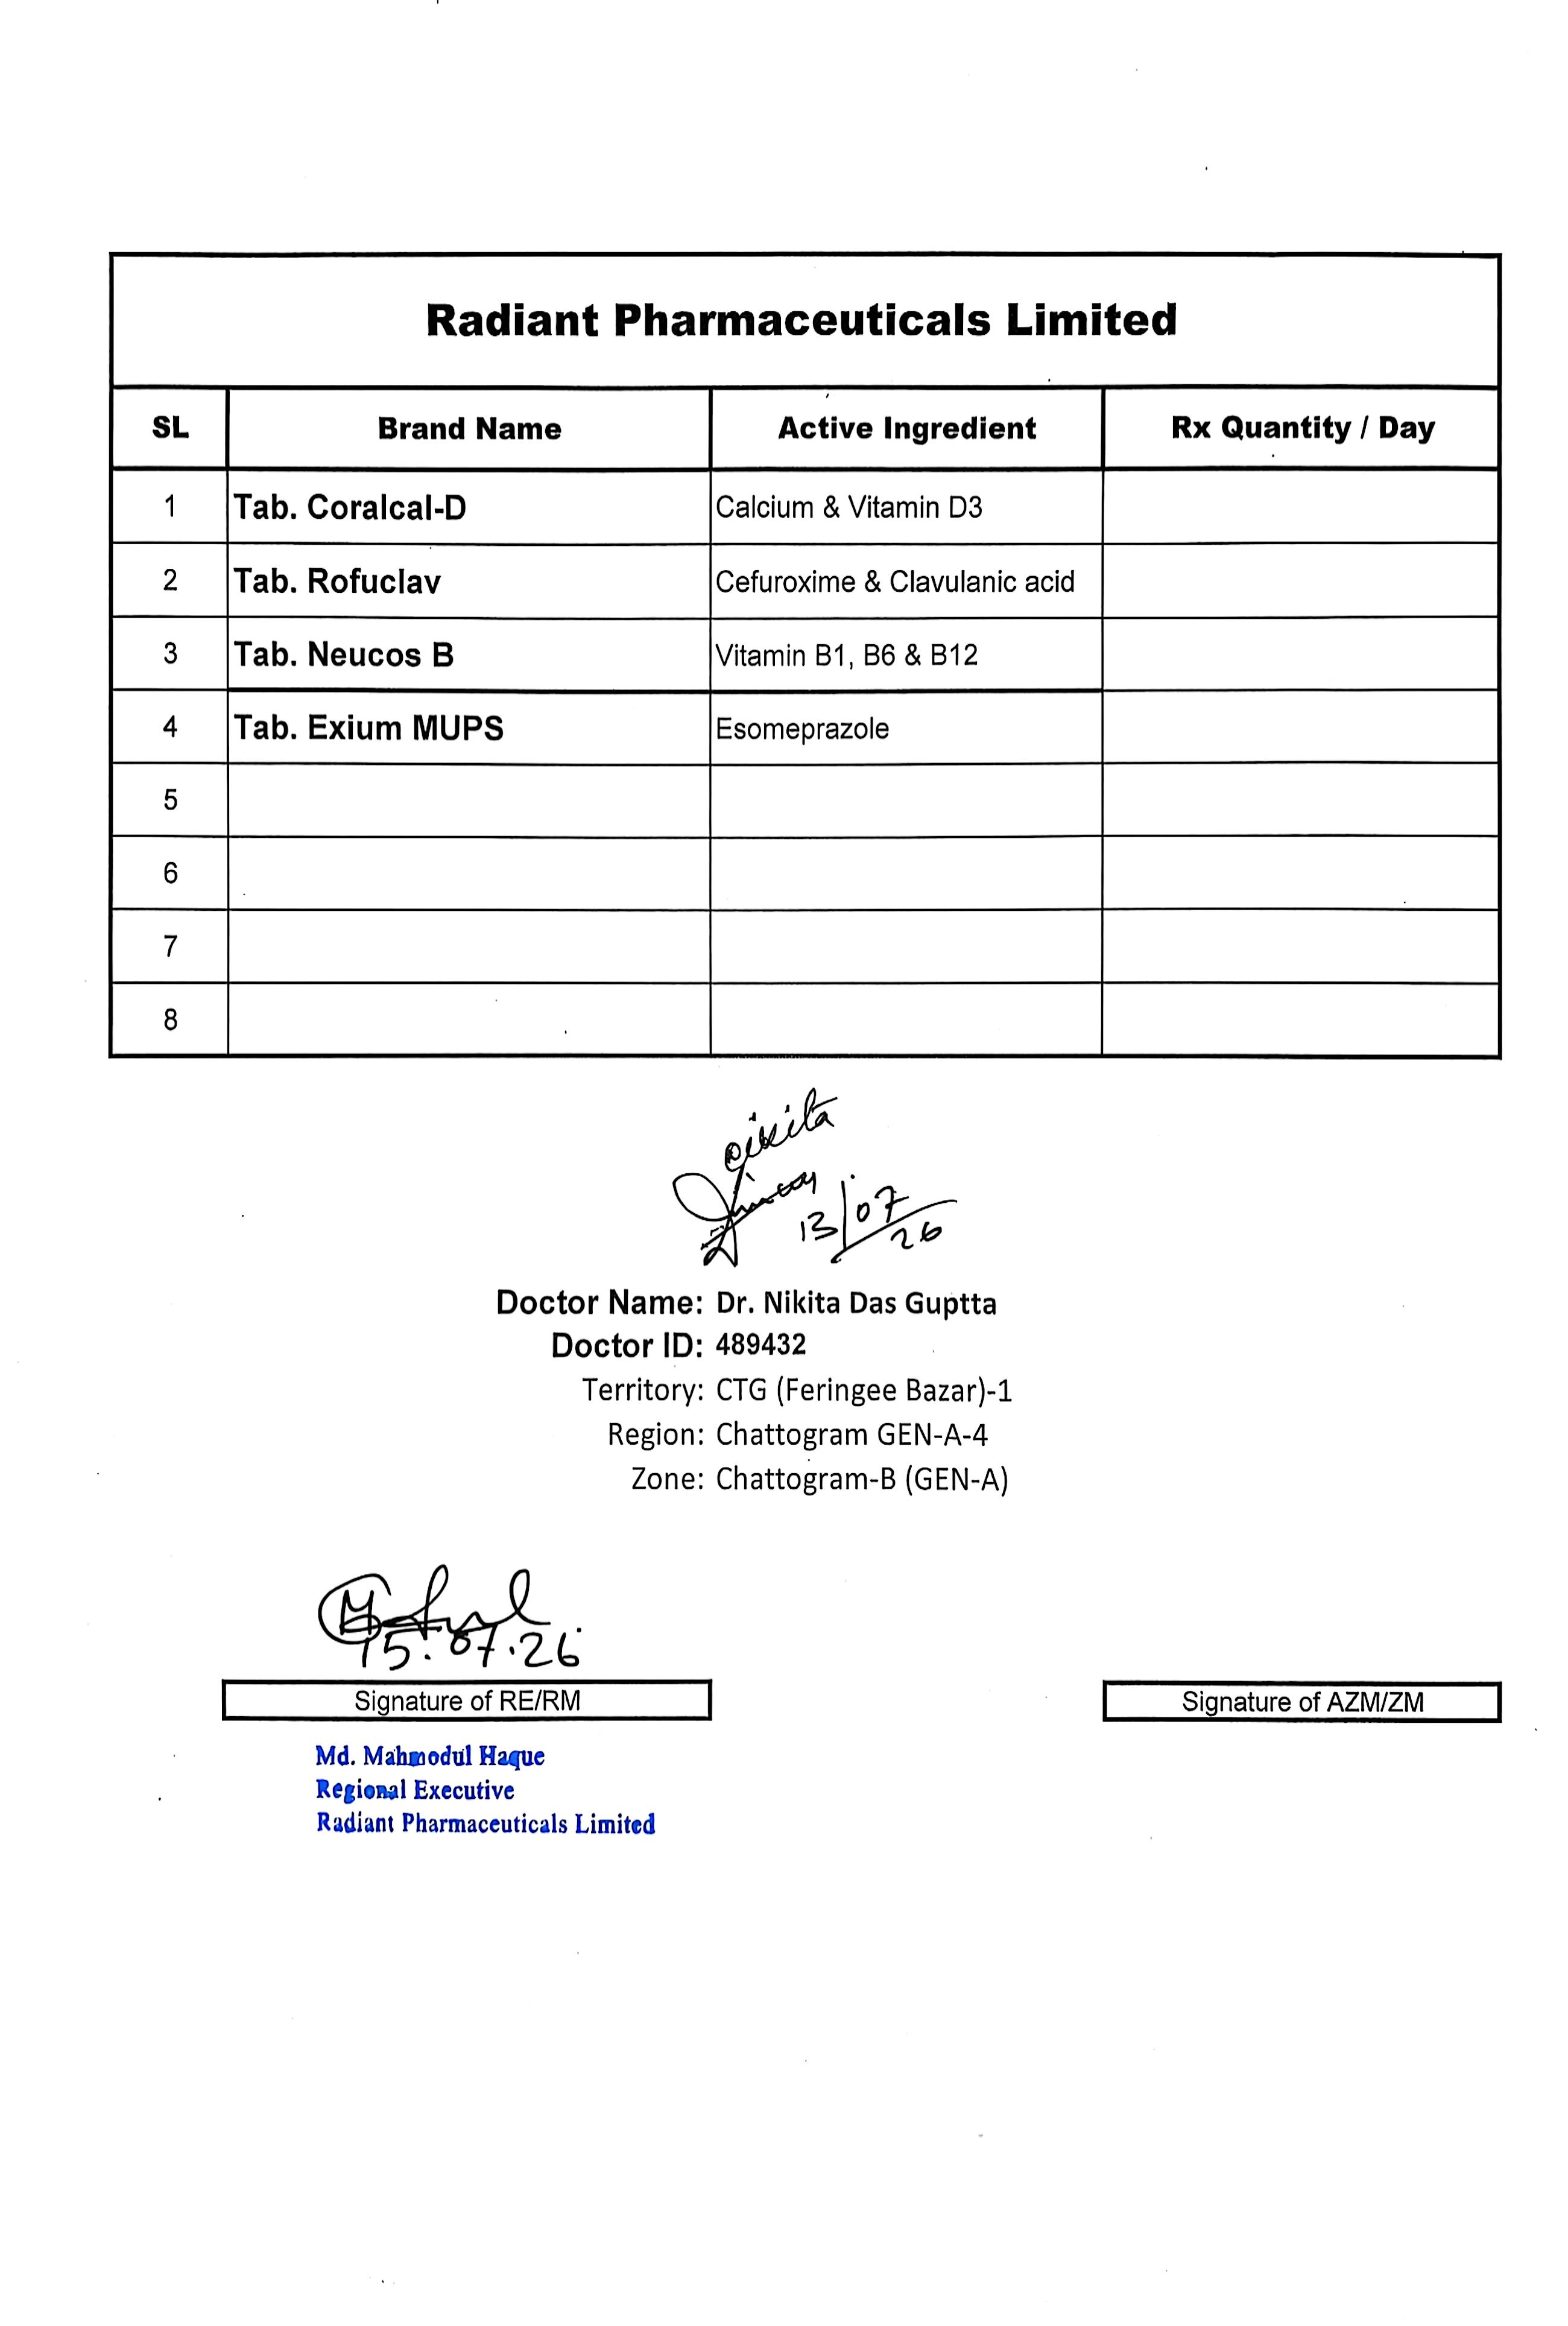 Radiant Pharmaceuticals Limited
SL Brand Name Active Ingredient Rx Quantity / Day
1 Tab. Coralcal-D Calcium & Vitamin D3
2 Tab. Rofuclav Cefuroxime & Clavulanic acid
3 Tab. Neucos B Vitamin B1, B6 & B12
4 Tab. Exium MUPS Esomeprazole
5
6
7
8
13/07/26
Doctor Name: Dr. Nikita Das Guptta
Doctor ID: 489432
Territory: CTG (Feringee Bazar)-1
Region: Chattogram GEN-A-4
Zone: Chattogram-B (GEN-A)
15.07.26
Signature of RE/RM Signature of AZM/ZM
Md. Mahmodul Haque
Regional Executive
Radiant Pharmaceuticals Limited